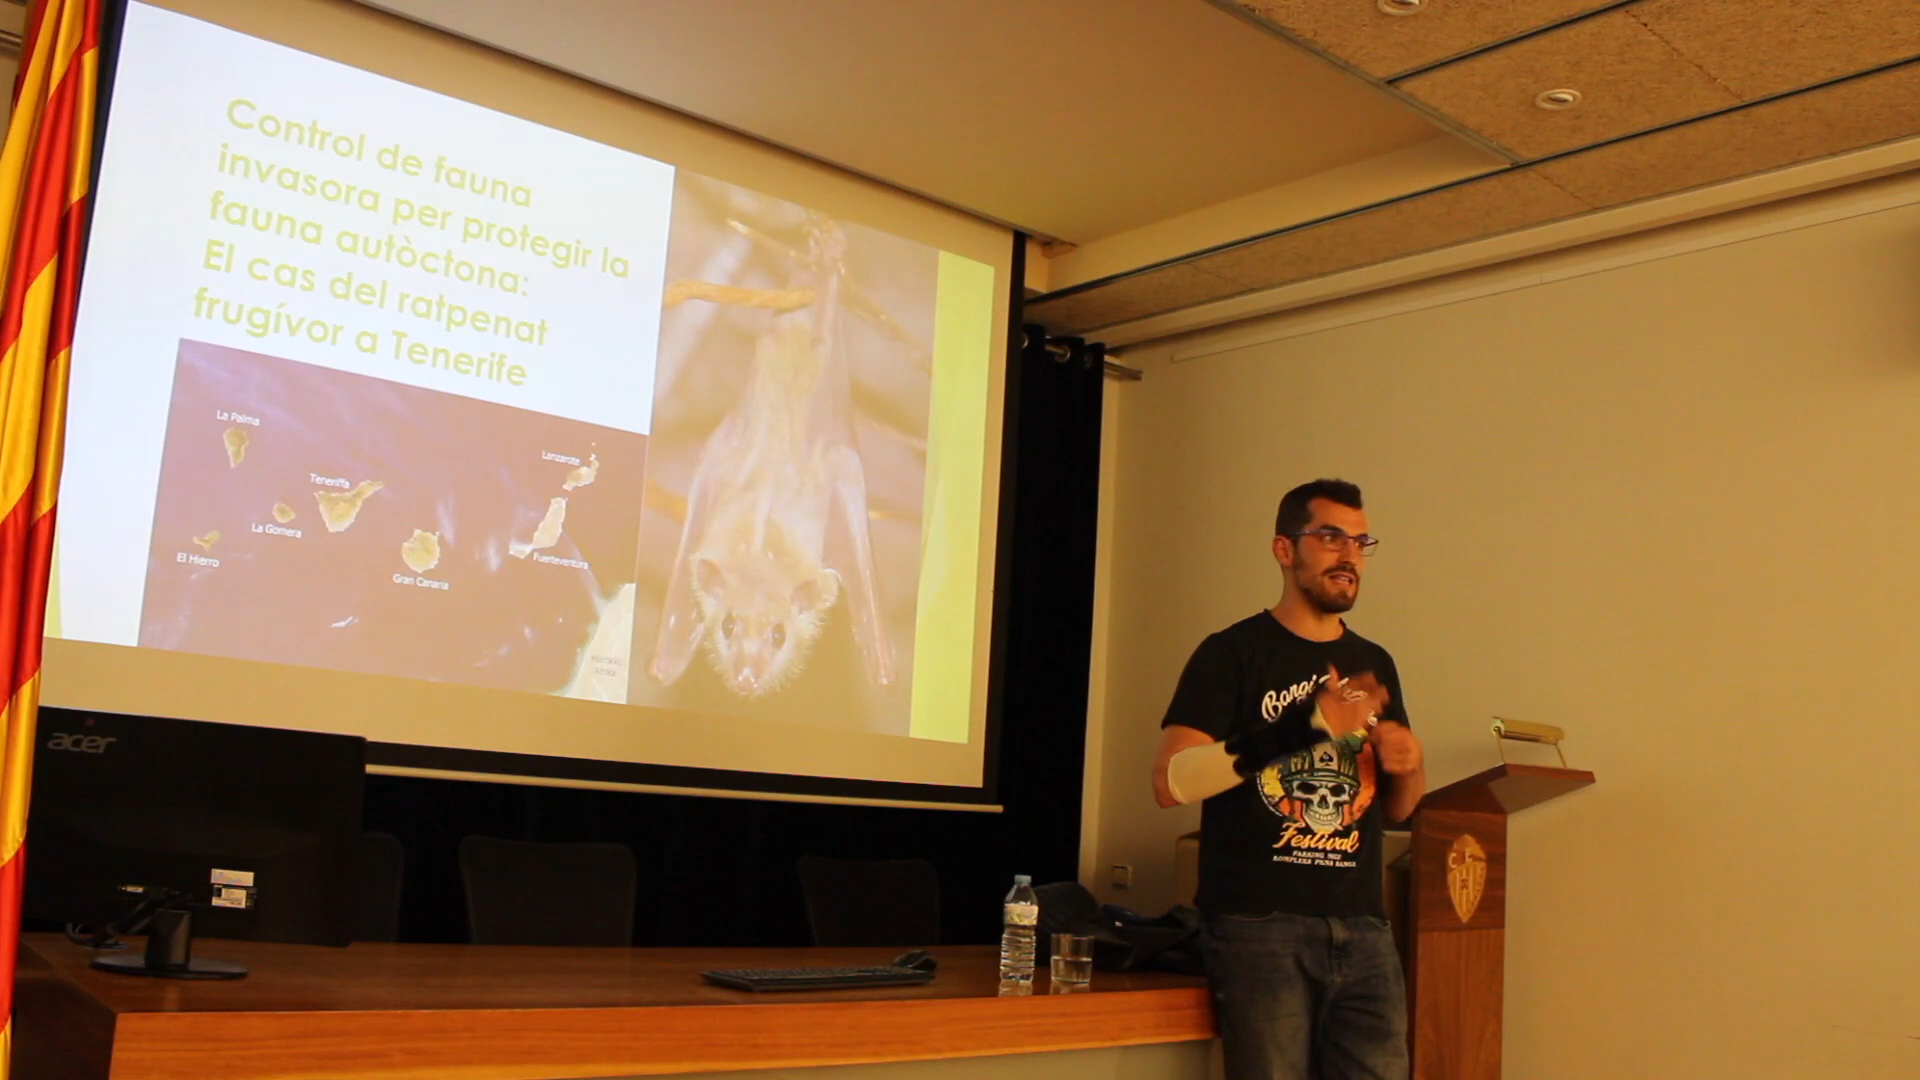 Control de fauna
invasora per protegir la
fauna autòctona:
El cas del ratpenat
frugívor a Tenerife
La Palma
Lanzarote
Teneriffa
La Gomera
El Hierro
Fuerteventura
Gran Canaria
acer
Festival